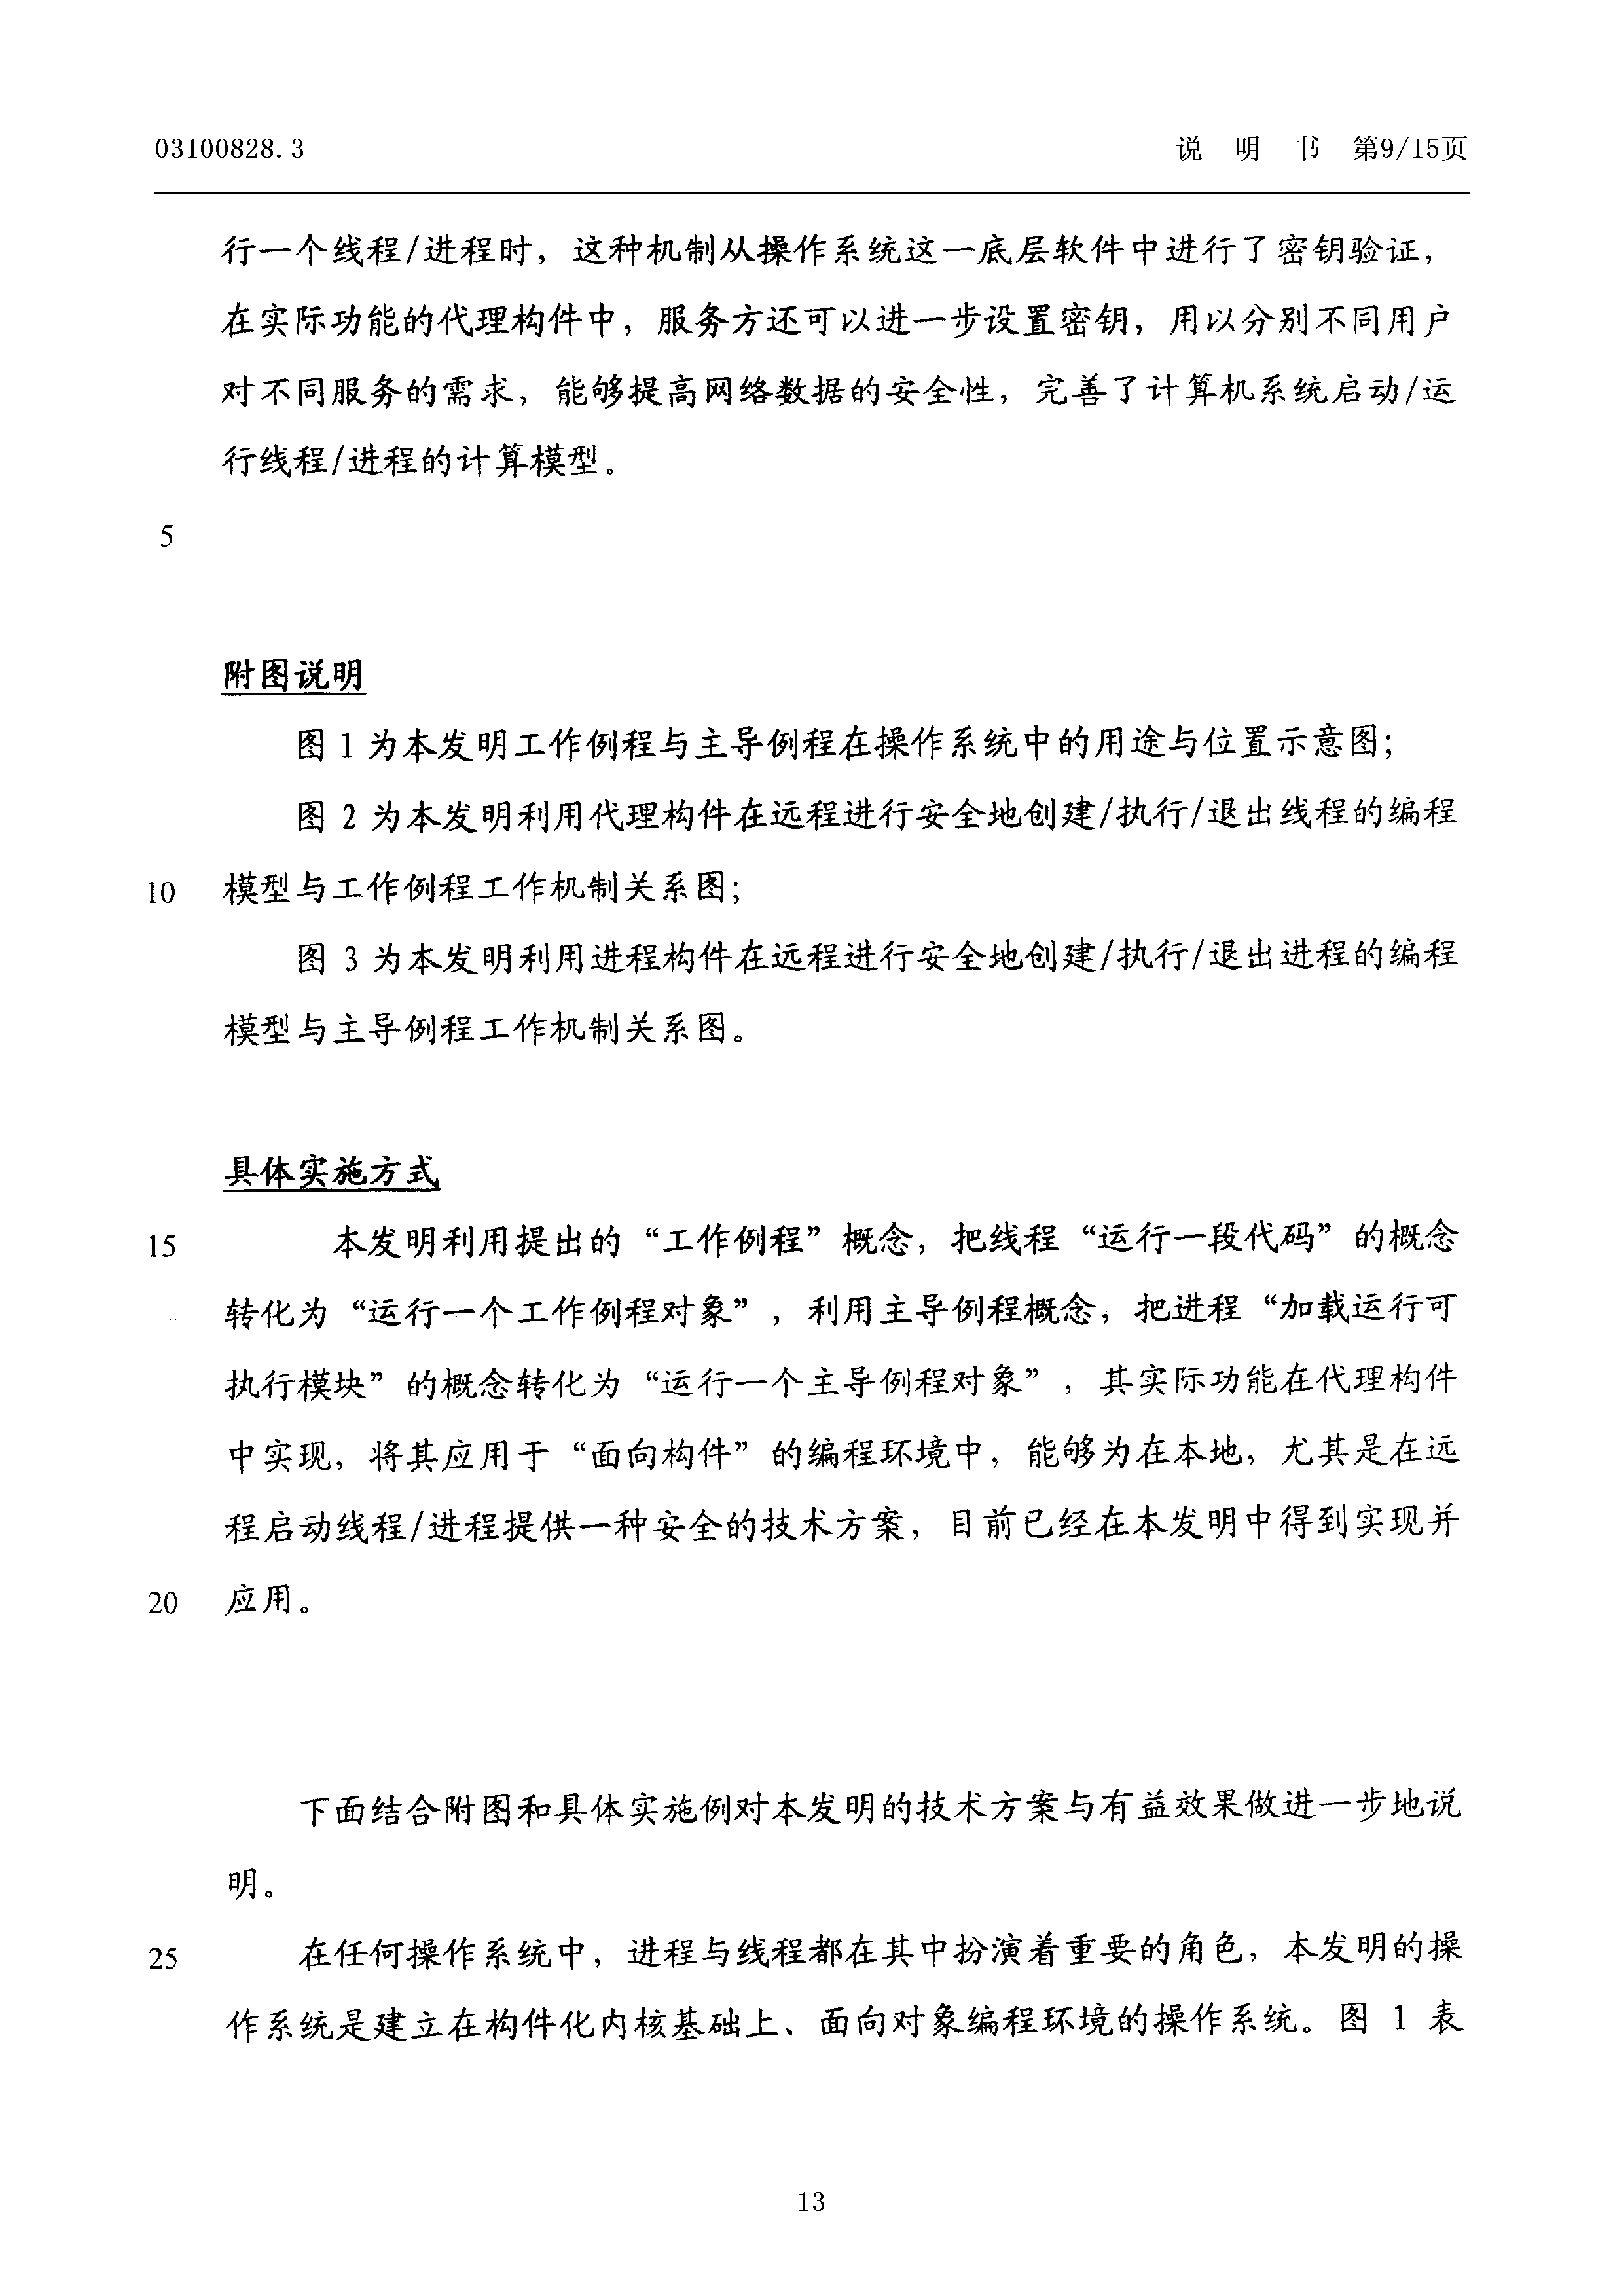 03100828.3 说 明 书 第9/15页
行一个线程/进程时，这种机制从操作系统这一底层软件中进行了密钥验证，
在实际功能的代理构件中，服务方还可以进一步设置密钥，用以分别不同用户
对不同服务的需求，能够提高网络数据的安全性，完善了计算机系统启动/运
行线程/进程的计算模型。
5
附图说明
图 1 为本发明工作例程与主导例程在操作系统中的用途与位置示意图；
图 2 为本发明利用代理构件在远程进行安全地创建/执行/退出线程的编程
10 模型与工作例程工作机制关系图；
图 3 为本发明利用进程构件在远程进行安全地创建/执行/退出进程的编程
模型与主导例程工作机制关系图。
具体实施方式
15 本发明利用提出的“工作例程”概念，把线程“运行一段代码”的概念
转化为“运行一个工作例程对象”，利用主导例程概念，把进程“加载运行可
执行模块”的概念转化为“运行一个主导例程对象”，其实际功能在代理构件
中实现，将其应用于“面向构件”的编程环境中，能够为在本地，尤其是在远
程启动线程/进程提供一种安全的技术方案，目前已经在本发明中得到实现并
20 应用。
下面结合附图和具体实施例对本发明的技术方案与有益效果做进一步地说
明。
25 在任何操作系统中，进程与线程都在其中扮演着重要的角色，本发明的操
作系统是建立在构件化内核基础上、面向对象编程环境的操作系统。图 1 表
13